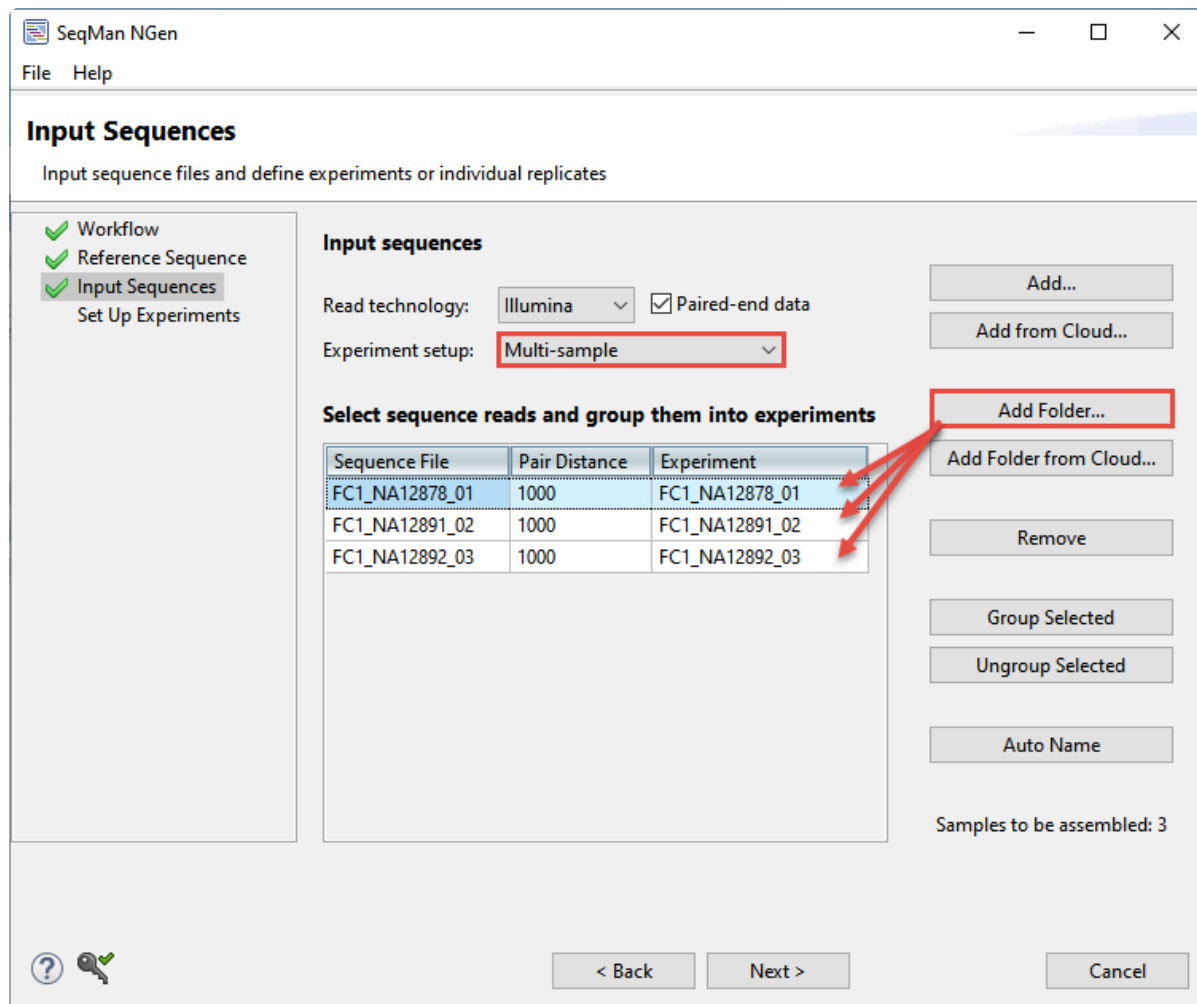 SeqMan NGen
File Help
Input Sequences
Input sequence files and define experiments or individual replicates
Workflow
Reference Sequence
Input Sequences
Set Up Experiments
Input sequences
Read technology: Illumina Paired-end data
Experiment setup: Multi-sample
Select sequence reads and group them into experiments
Sequence File Pair Distance Experiment
FC1_NA12878_01 1000 FC1_NA12878_01
FC1_NA12891_02 1000 FC1_NA12891_02
FC1_NA12892_03 1000 FC1_NA12892_03
Add...
Add from Cloud...
Add Folder...
Add Folder from Cloud...
Remove
Group Selected
Ungroup Selected
Auto Name
Samples to be assembled: 3
? < Back Next > Cancel